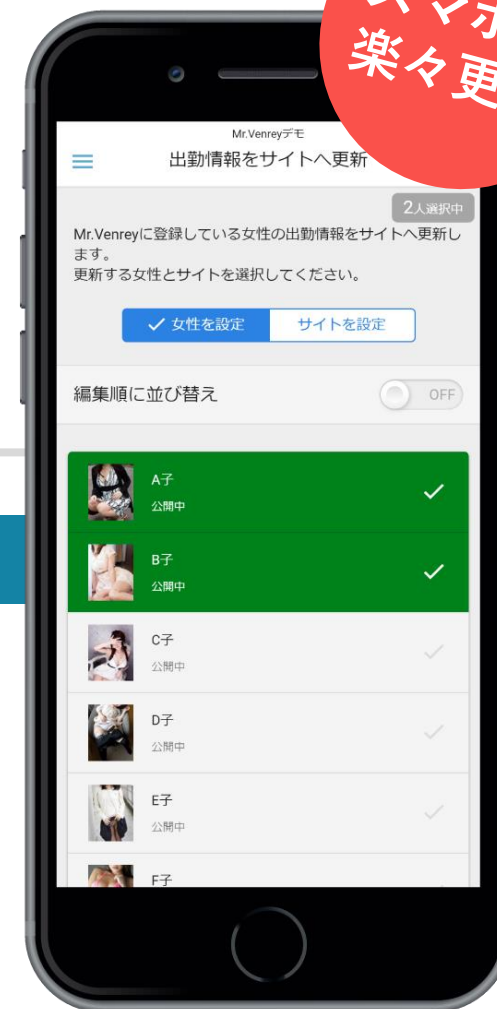 スマホ
楽々更
Mr.Venreyデモ
出勤情報をサイトへ更新
2人選択中
Mr.Venreyに登録している女性の出勤情報をサイトへ更新し
ます。
更新する女性とサイトを選択してください。
女性を設定
サイトを設定
編集順に並び替え
OFF
A子
公開中
B子
公開中
C子
公開中
D子
公開中
E子
公開中
F子